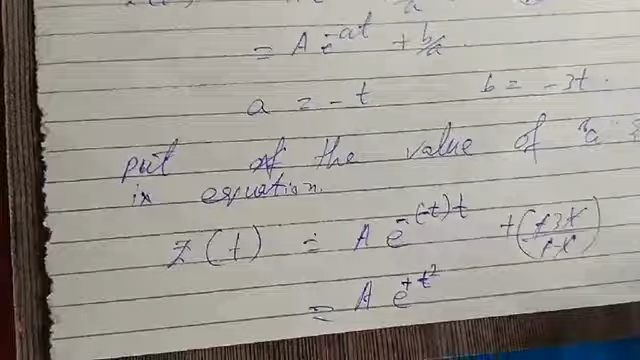 = A e^-at + b/a.
a = -t b = -3t.
put of the value of "a
in equation.
z(t) = A e^-(-t)t + (+3t/+t)
= A e^+t²